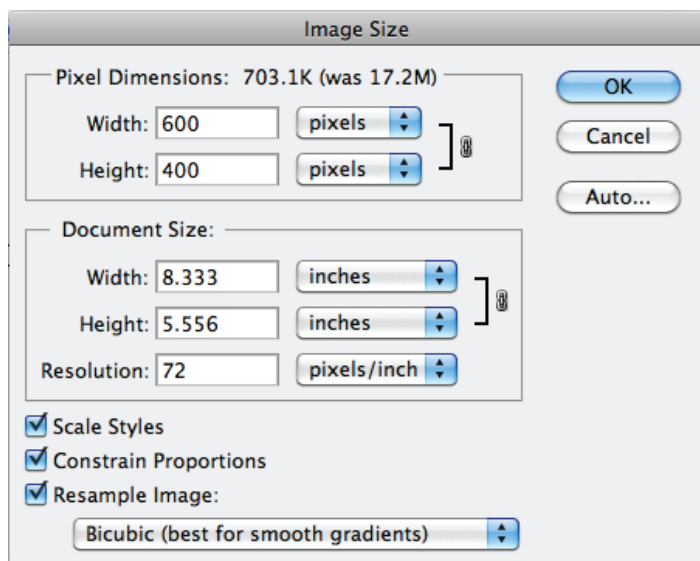 Image Size
Pixel Dimensions: 703.1K (was 17.2M)
Width: 600 pixels
Height: 400 pixels
OK
Cancel
Auto...
Document Size:
Width: 8.333 inches
Height: 5.556 inches
Resolution: 72 pixels/inch
Scale Styles
Constrain Proportions
Resample Image:
Bicubic (best for smooth gradients)